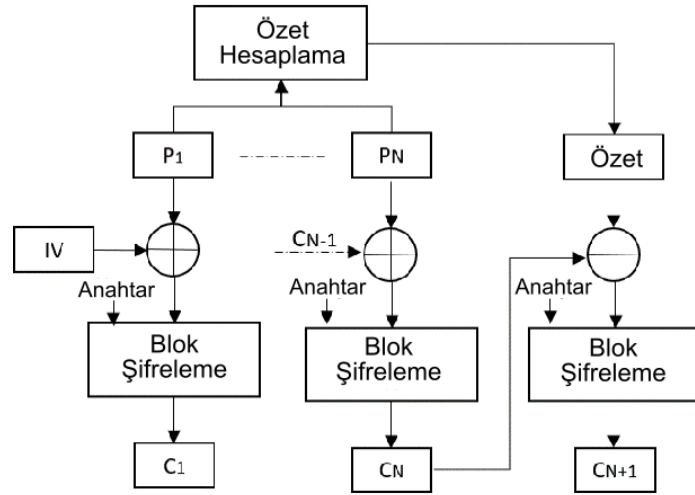 Özet
Hesaplama
P1
PN
Özet
IV
CN-1
Anahtar
Anahtar
Anahtar
Blok
Şifreleme
Blok
Şifreleme
Blok
Şifreleme
C1
CN
CN+1